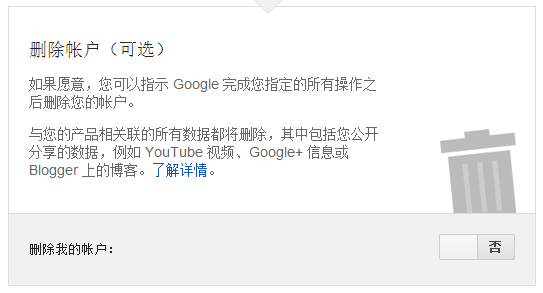 删除帐户（可选）
如果愿意，您可以指示 Google 完成您指定的所有操作之
后删除您的帐户。
与您的产品相关联的所有数据都将删除，其中包括您公开
分享的数据，例如 YouTube 视频、Google+ 信息或
Blogger 上的博客。了解详情。
删除我的帐户：
否